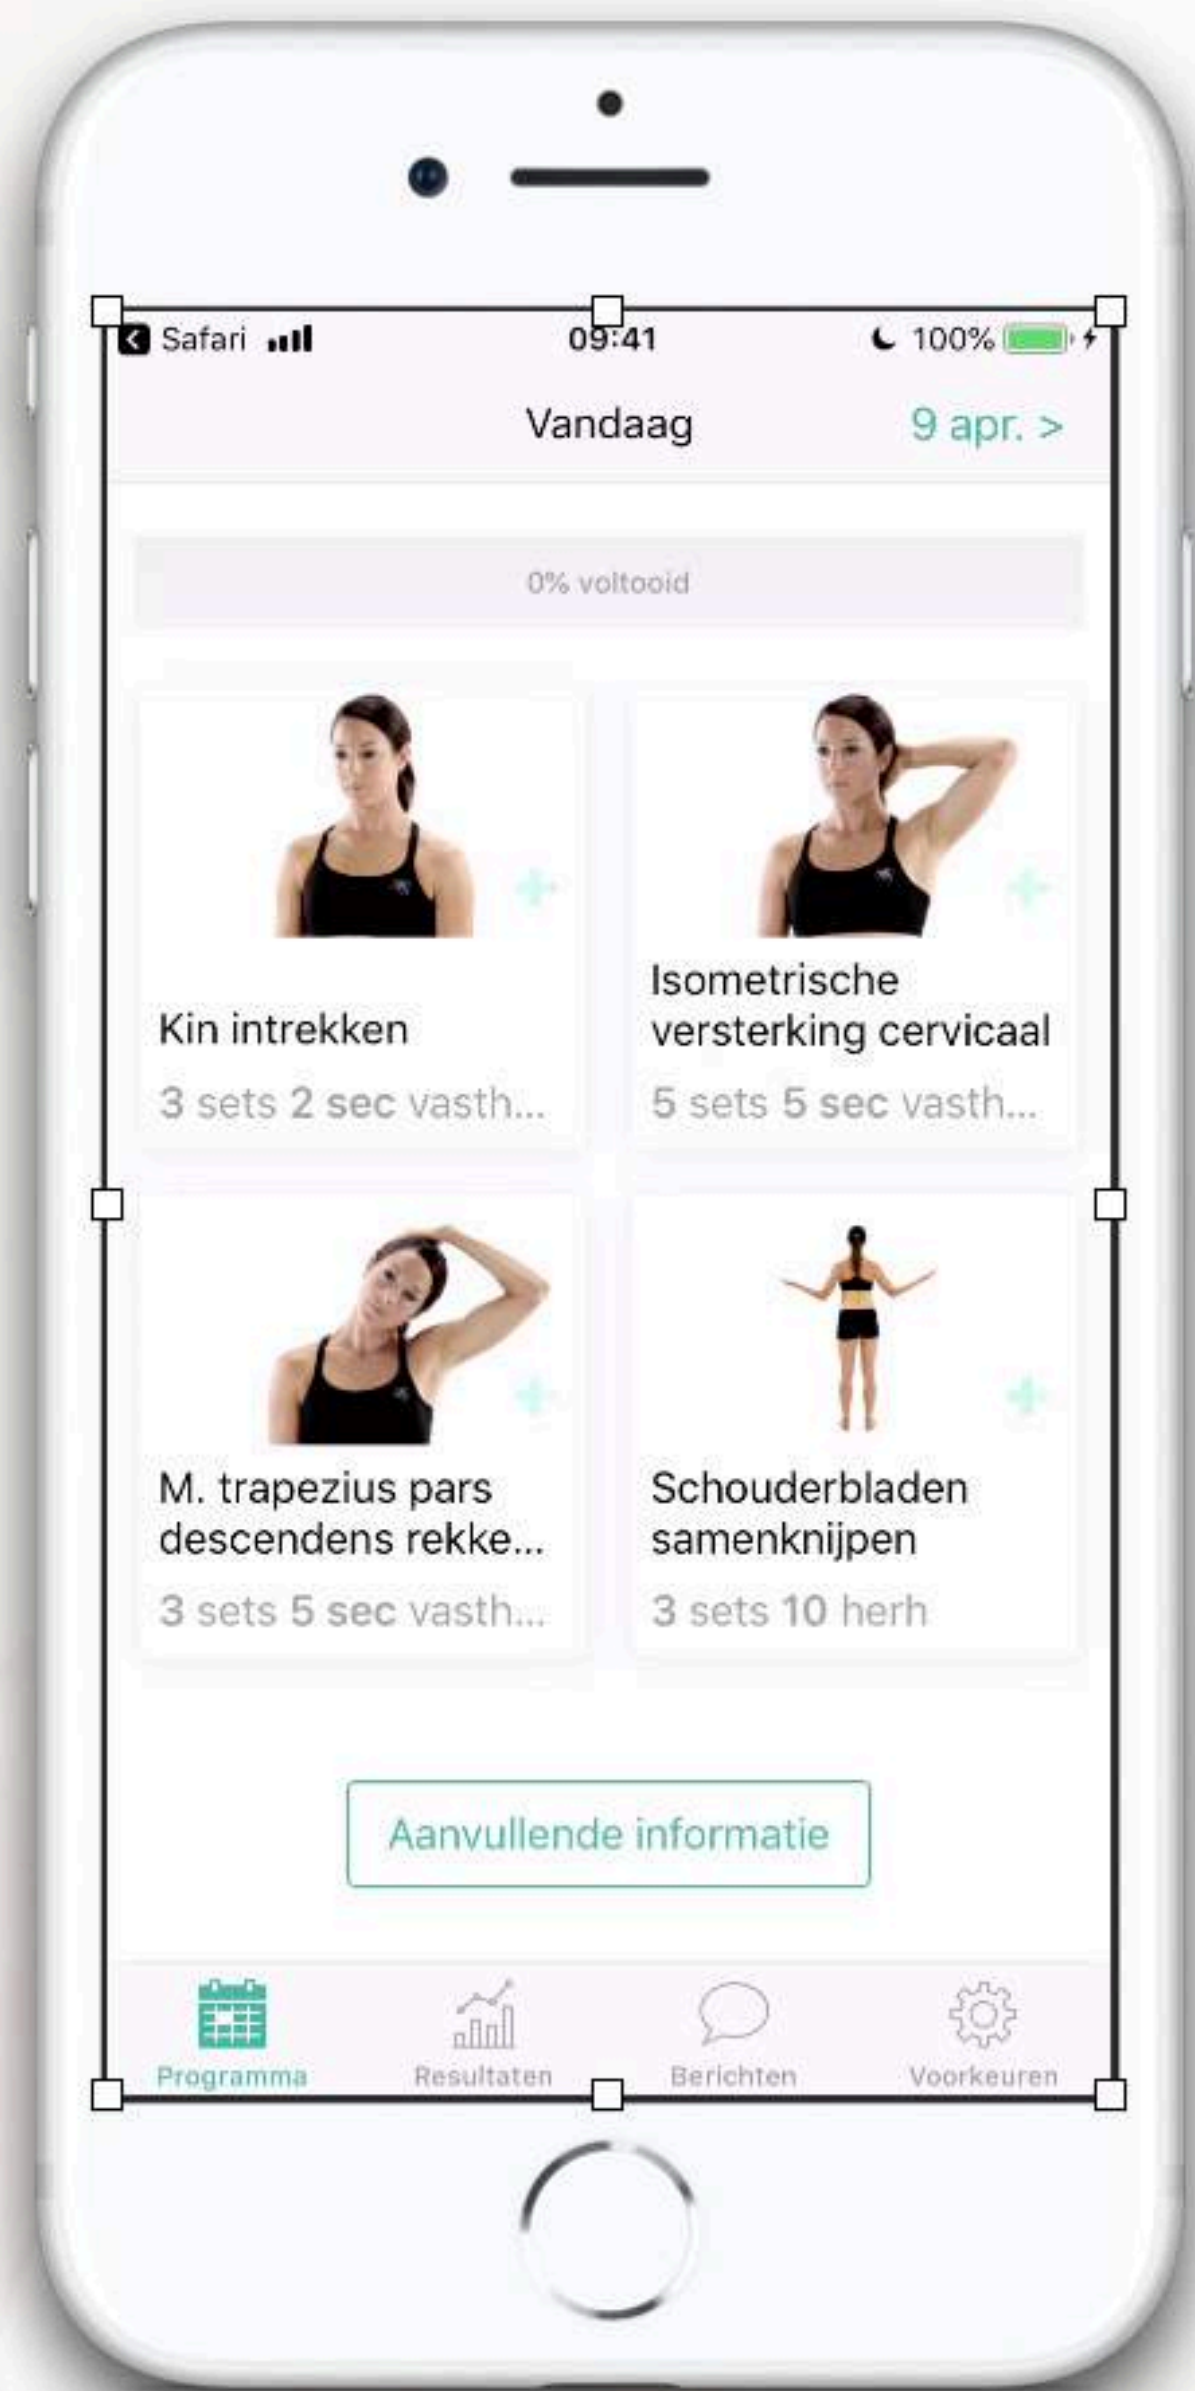 Safari 09:41 100%
Vandaag 9 apr. >
0% voltooid
Kin intrekken
3 sets 2 sec vasth...
Isometrische
versterking cervicaal
5 sets 5 sec vasth...
M. trapezius pars
descendens rekke...
3 sets 5 sec vasth...
Schouderbladen
samenknijpen
3 sets 10 herh
Aanvullende informatie
Programma Resultaten Berichten Voorkeuren